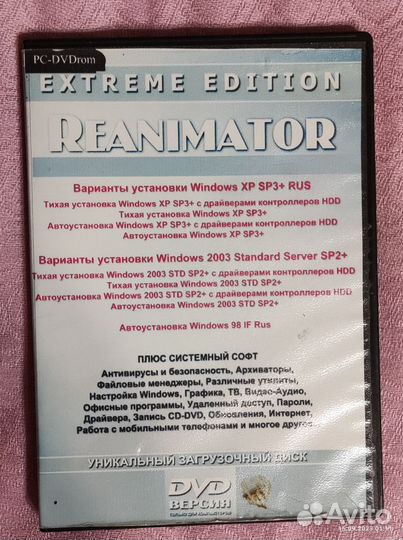 PC-DVDrom
EXTREME EDITION
REANIMATOR
Варианты установки Windows XP SP3+ RUS
Тихая установка Windows XP SP3+ с драйверами контроллеров HDD
Тихая установка Windows XP SP3+
Автоустановка Windows XP SP3+ с драйверами контроллеров HDD
Автоустановка Windows XP SP3+
Варианты установки Windows 2003 Standard Server SP2+
Тихая установка Windows 2003 STD SP2+ с драйверами контроллеров HDD
Тихая установка Windows 2003 STD SP2+
Автоустановка Windows 2003 STD SP2+ с драйверами контроллеров HDD
Автоустановка Windows 2003 STD SP2+
Автоустановка Windows 98 IF Rus
ПЛЮС СИСТЕМНЫЙ СОФТ
Антивирусы и безопасность, Архиваторы,
Файловые менеджеры, Различные утилиты,
Настройка Windows, Графика, ТВ, Видео-Аудио,
Офисные программы, Удаленный доступ, Пароли,
Драйвера, Запись CD-DVD, Обновления, Интернет,
Работа с мобильными телефонами и многое другое
УНИКАЛЬНЫЙ ЗАГРУЗОЧНЫЙ ДИСК
DVD
ВЕРСИЯ
ТОЛЬКО ДЛЯ КОМПЬЮТЕРОВ
Avito